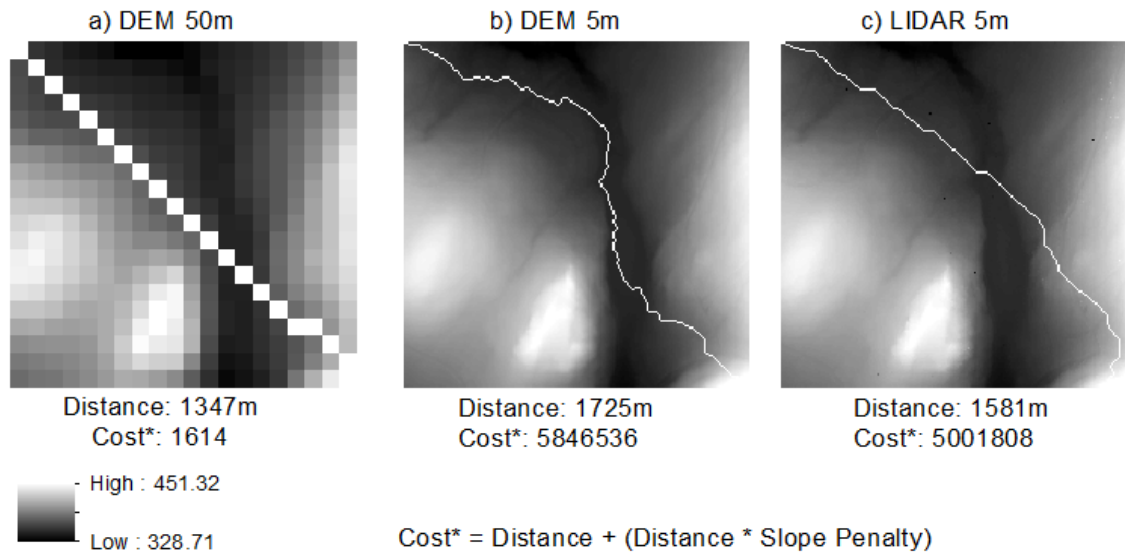 a) DEM 50m
b) DEM 5m
c) LIDAR 5m
Distance: 1347m
Cost*: 1614
Distance: 1725m
Cost*: 5846536
Distance: 1581m
Cost*: 5001808
High : 451.32
Low : 328.71
Cost* = Distance + (Distance * Slope Penalty)